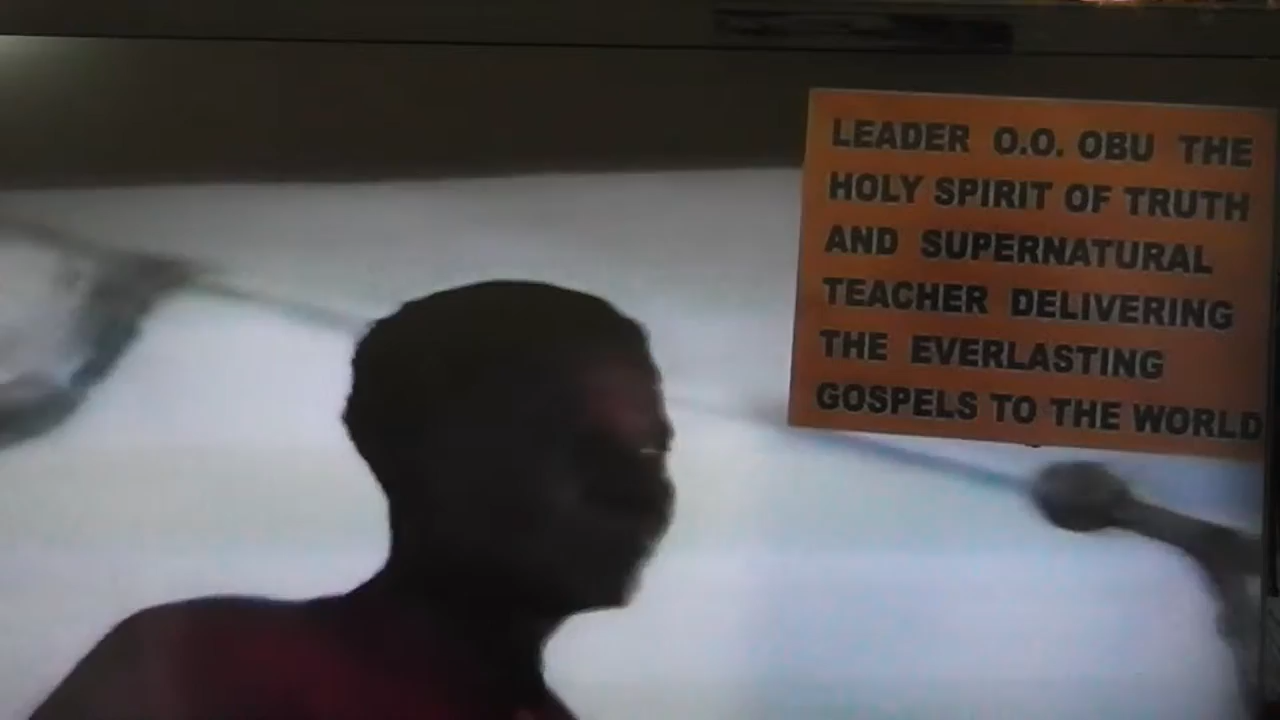 LEADER O.O. OBU THE
HOLY SPIRIT OF TRUTH
AND SUPERNATURAL
TEACHER DELIVERING
THE EVERLASTING
GOSPELS TO THE WORLD